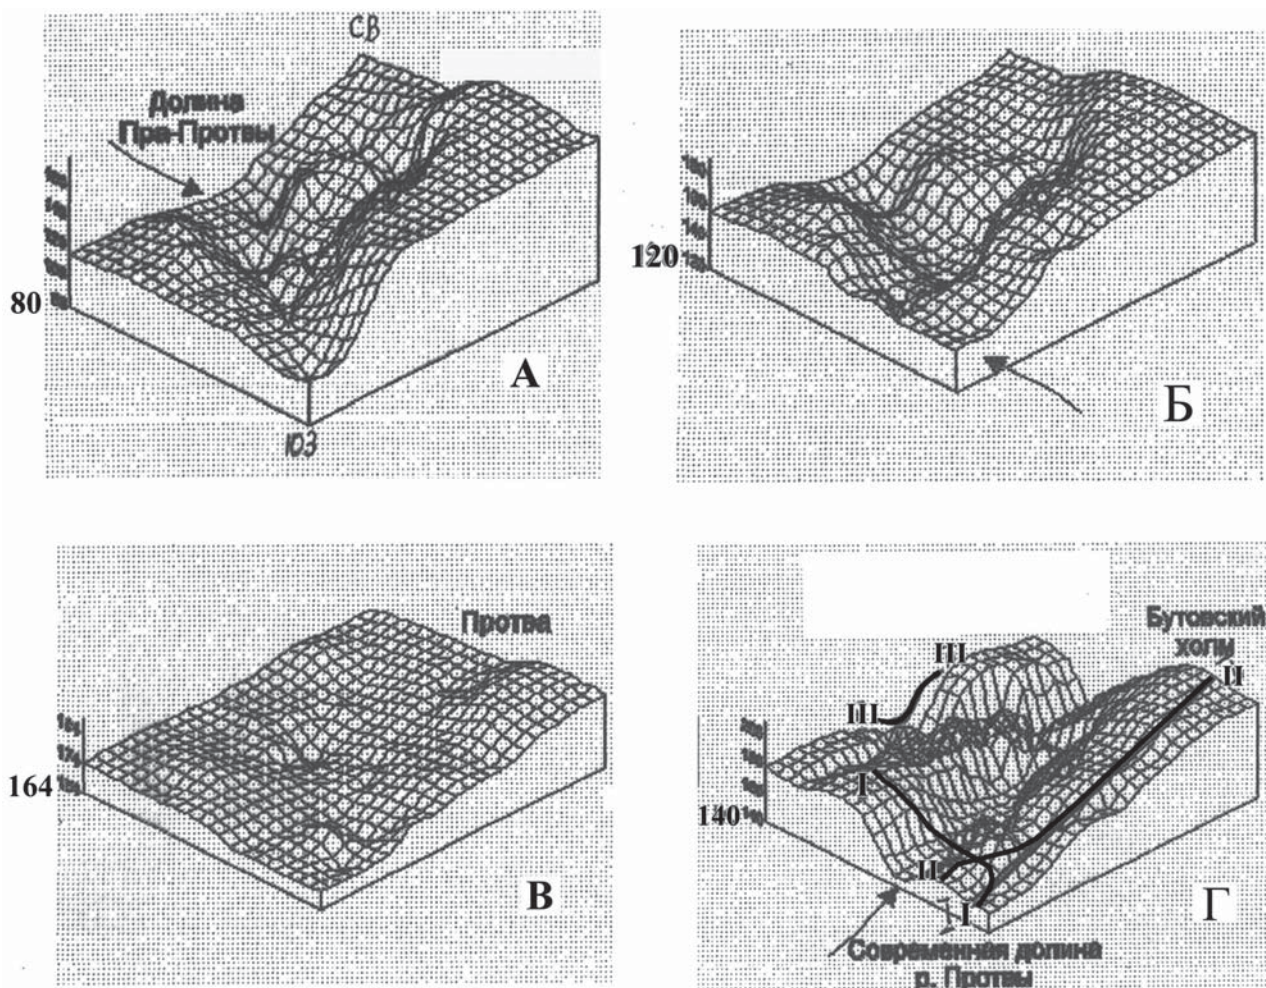 СВ
Долина
Пра-Протвы
80
А
ЮЗ
120
Б
Протва
164
В
Бутовский
холм
III
II
III
I
140
II
I
Г
Современная долина
р. Протвы